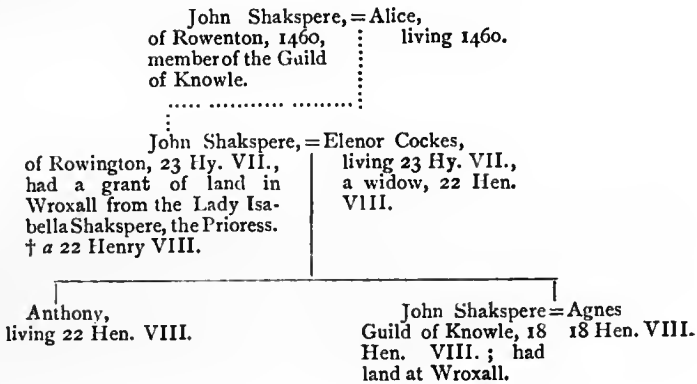 John Shakspere, = Alice,
of Rowenton, 1460, living 1460.
member of the Guild
of Knowle.
John Shakspere, = Elenor Cockes,
of Rowington, 23 Hy. VII., living 23 Hy. VII.,
had a grant of land in a widow, 22 Hen.
Wroxall from the Lady Isa- VIII.
bella Shakspere, the Prioress.
† a 22 Henry VIII.
Anthony, John Shakspere = Agnes
living 22 Hen. VIII. Guild of Knowle, 18 18 Hen. VIII.
Hen. VIII. ; had
land at Wroxall.